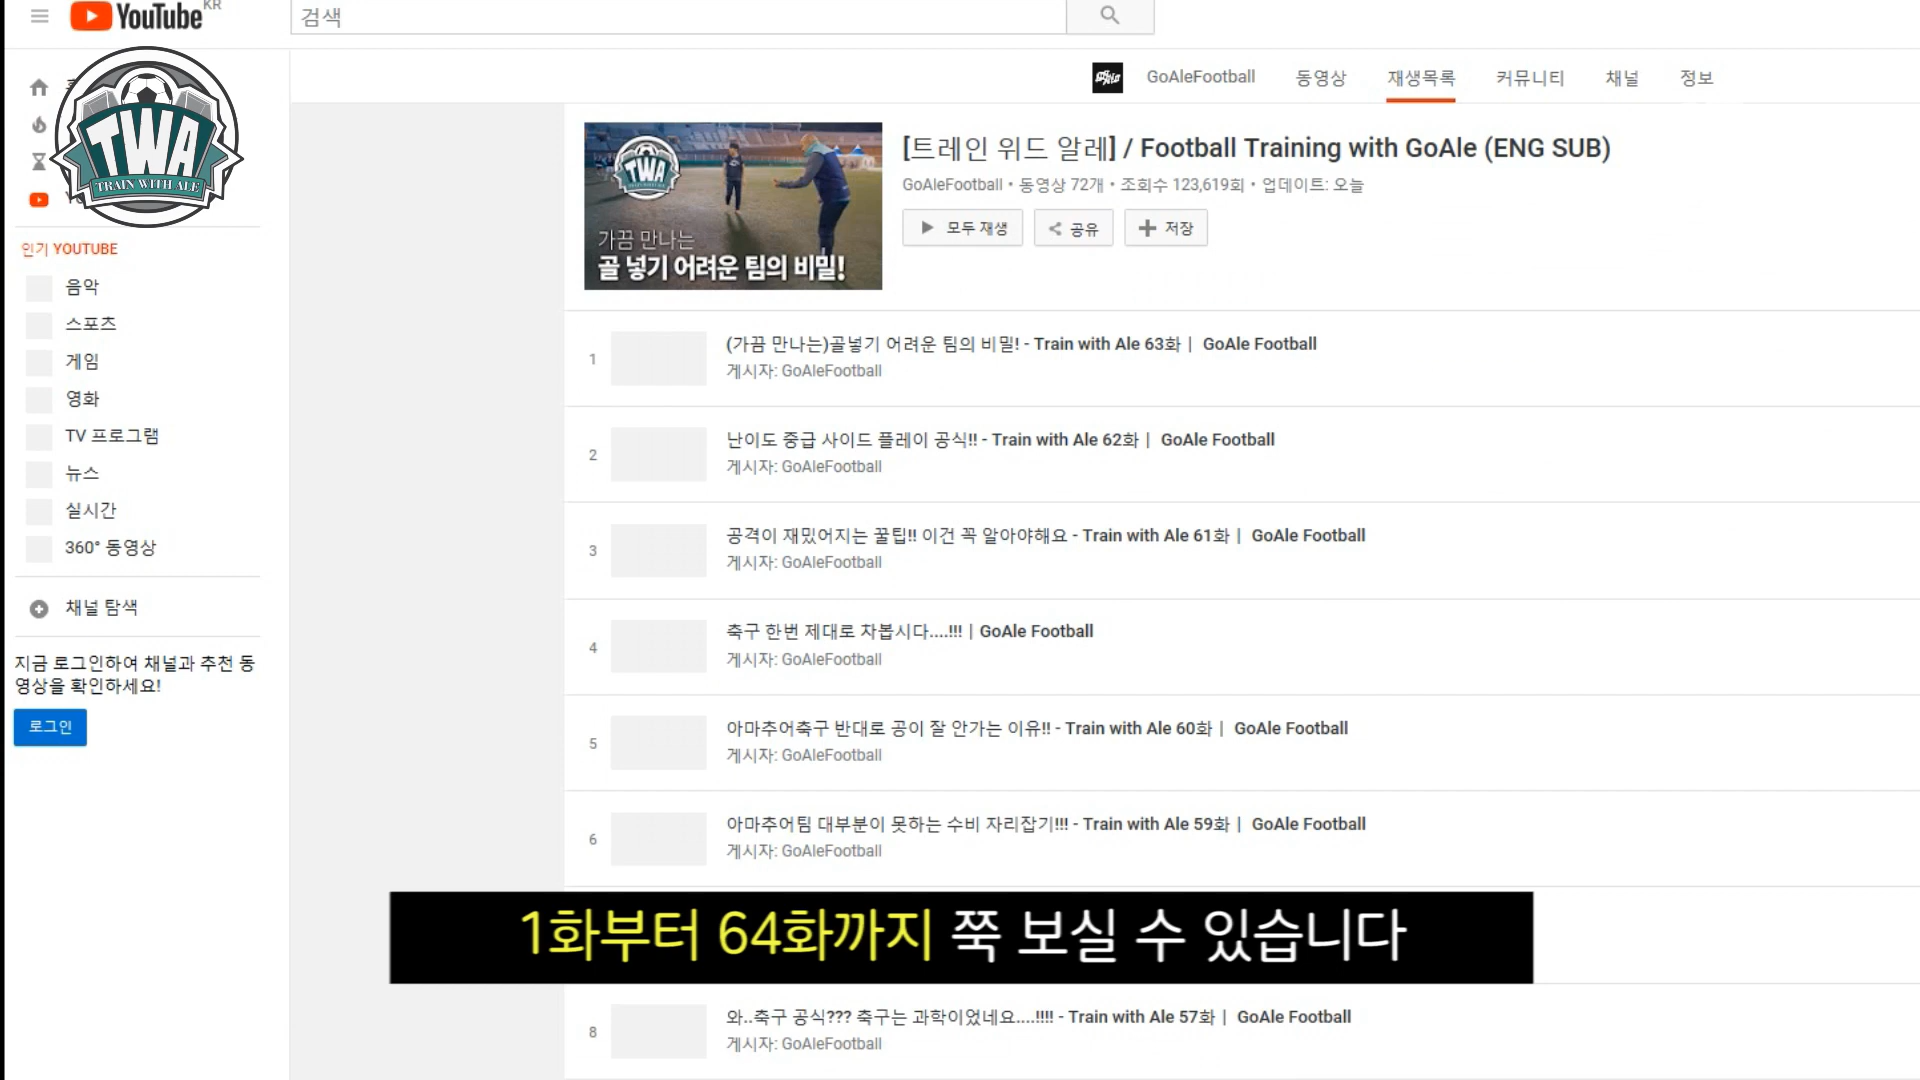 YouTube KR
검색
GoAleFootball 동영상 재생목록 커뮤니티 채널 정보
TWA
TRAIN WITH ALE
인기 YOUTUBE
음악
스포츠
게임
영화
TV 프로그램
뉴스
실시간
360° 동영상
채널 탐색
지금 로그인하여 채널과 추천 동
영상을 확인하세요!
로그인
TWA
가끔 만나는
골 넣기 어려운 팀의 비밀!
[트레인 위드 알레] / Football Training with GoAle (ENG SUB)
GoAleFootball • 동영상 72개 • 조회수 123,619회 • 업데이트: 오늘
모두 재생 공유 저장
1 (가끔 만나는)골넣기 어려운 팀의 비밀! - Train with Ale 63화 | GoAle Football
게시자: GoAleFootball
2 난이도 중급 사이드 플레이 공식!! - Train with Ale 62화 | GoAle Football
게시자: GoAleFootball
3 공격이 재밌어지는 꿀팁!! 이건 꼭 알아야해요 - Train with Ale 61화 | GoAle Football
게시자: GoAleFootball
4 축구 한번 제대로 차봅시다....!!! | GoAle Football
게시자: GoAleFootball
5 아마추어축구 반대로 공이 잘 안가는 이유!! - Train with Ale 60화 | GoAle Football
게시자: GoAleFootball
6 아마추어팀 대부분이 못하는 수비 자리잡기!!! - Train with Ale 59화 | GoAle Football
게시자: GoAleFootball
1화부터 64화까지 쭉 보실 수 있습니다
8 와..축구 공식??? 축구는 과학이었네요....!!!! - Train with Ale 57화 | GoAle Football
게시자: GoAleFootball